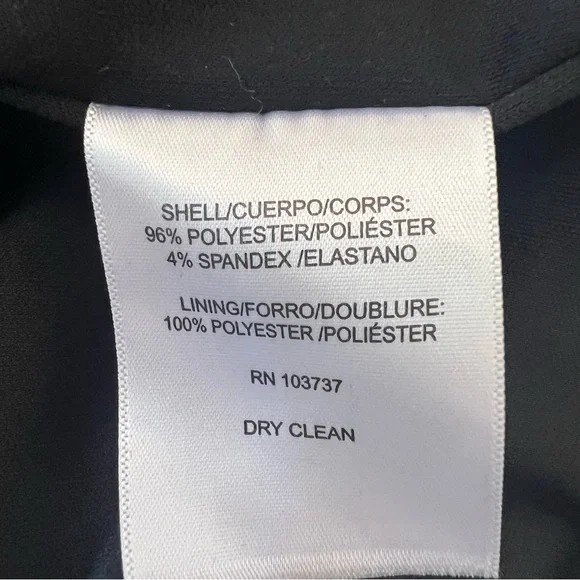 SHELL/CUERPO/CORPS:
96% POLYESTER/POLIÉSTER
4% SPANDEX /ELASTANO
LINING/FORRO/DOUBLURE:
100% POLYESTER /POLIÉSTER
RN 103737
DRY CLEAN